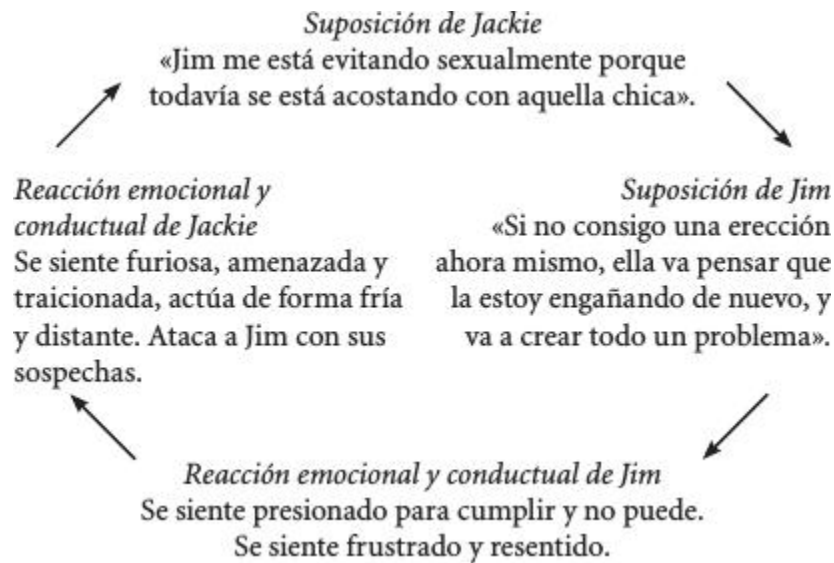 Suposición de Jackie
«Jim me está evitando sexualmente porque
todavía se está acostando con aquella chica».
Suposición de Jim
«Si no consigo una erección
ahora mismo, ella va pensar que
la estoy engañando de nuevo, y
va a crear todo un problema».
Reacción emocional y conductual de Jim
Se siente presionado para cumplir y no puede.
Se siente frustrado y resentido.
Reacción emocional y
conductual de Jackie
Se siente furiosa, amenazada y
traicionada, actúa de forma fría
y distante. Ataca a Jim con sus
sospechas.